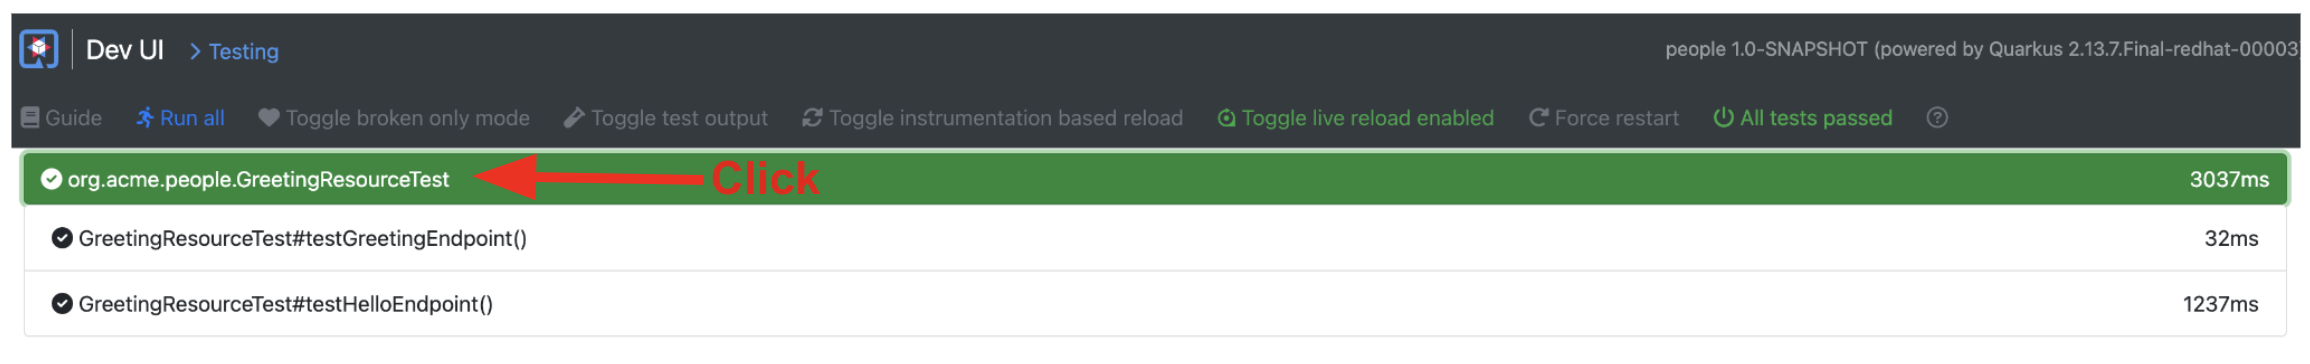 Dev UI > Testing people 1.0-SNAPSHOT (powered by Quarkus 2.13.7.Final-redhat-00003)
Guide Run all Toggle broken only mode Toggle test output Toggle instrumentation based reload Toggle live reload enabled Force restart All tests passed ?
org.acme.people.GreetingResourceTest Click 3037ms
GreetingResourceTest#testGreetingEndpoint() 32ms
GreetingResourceTest#testHelloEndpoint() 1237ms